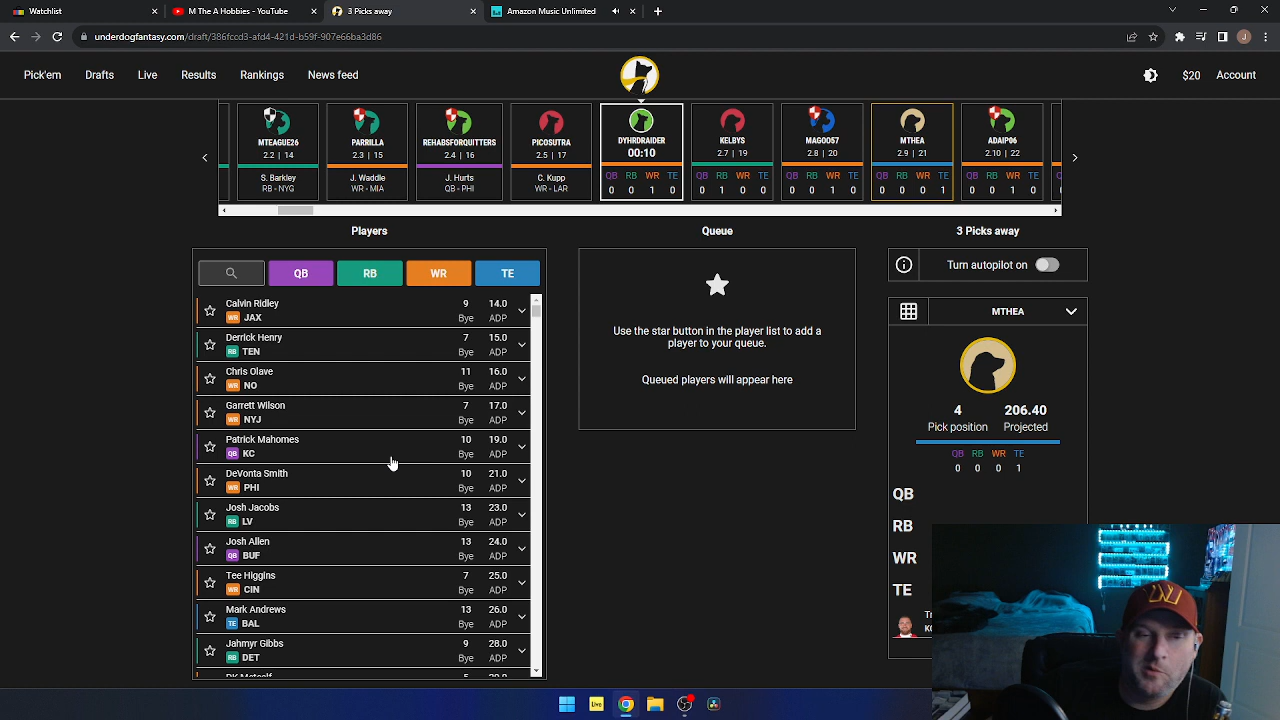 Watchlist
M The A Hobbies - YouTube
3 Picks away
Amazon Music Unlimited
underdogfantasy.com/draft/386fccd3-afd4-421d-b59f-907e66ba3d86
J
Pick'em
Drafts
Live
Results
Rankings
News feed
$20
Account
MTEAGUE26
2.2 | 14
S. Barkley
RB - NYG
PARRILLA
2.3 | 15
J. Waddle
WR - MIA
REHABSFORQUITTERS
2.4 | 16
J. Hurts
QB - PHI
PICOSUTRA
2.5 | 17
C. Kupp
WR - LAR
DYHRDRAIDER
00:10
QB RB WR TE
0 0 1 0
KELBYS
2.7 | 19
QB RB WR TE
0 1 0 0
MAGOO57
2.8 | 20
QB RB WR TE
0 0 1 0
MTHEA
2.9 | 21
QB RB WR TE
0 0 0 1
ADAIP06
2.10 | 22
QB RB WR TE
0 0 1 0
Players
Queue
3 Picks away
QB
RB
WR
TE
Calvin Ridley 9 14.0
WR JAX Bye ADP
Derrick Henry 7 15.0
RB TEN Bye ADP
Chris Olave 11 16.0
WR NO Bye ADP
Garrett Wilson 7 17.0
WR NYJ Bye ADP
Patrick Mahomes 10 19.0
QB KC Bye ADP
DeVonta Smith 10 21.0
WR PHI Bye ADP
Josh Jacobs 13 23.0
RB LV Bye ADP
Josh Allen 13 24.0
QB BUF Bye ADP
Tee Higgins 7 25.0
WR CIN Bye ADP
Mark Andrews 13 26.0
TE BAL Bye ADP
Jahmyr Gibbs 9 28.0
RB DET Bye ADP
Use the star button in the player list to add a
player to your queue.
Queued players will appear here
Turn autopilot on
MTHEA
4 206.40
Pick position Projected
QB RB WR TE
0 0 0 1
QB
RB
WR
TE